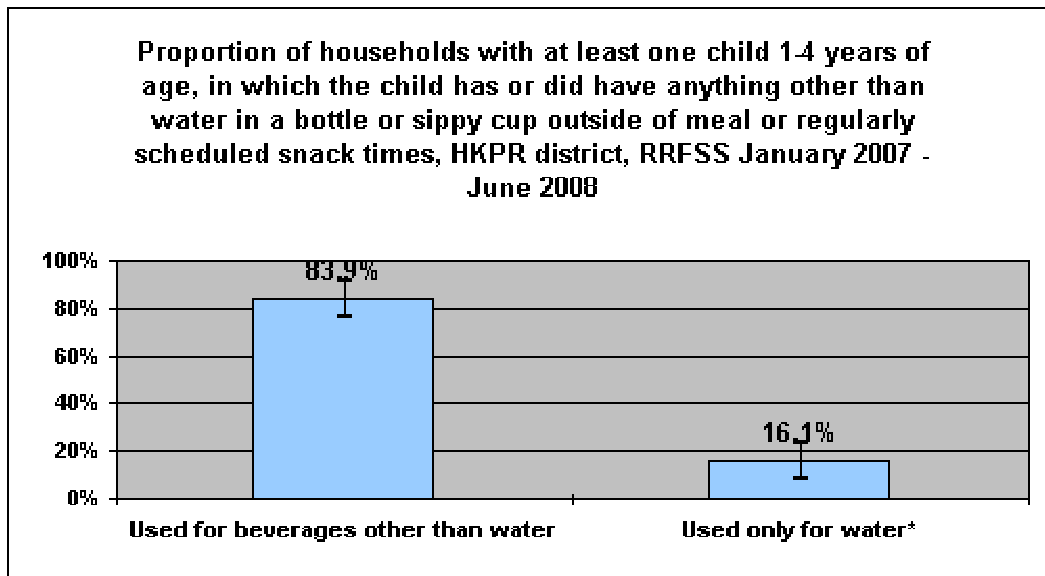 Proportion of households with at least one child 1-4 years of
age, in which the child has or did have anything other than
water in a bottle or sippy cup outside of meal or regularly
scheduled snack times, HKPR district, RRFSS January 2007 -
June 2008
100%
83.9%
80%
60%
40%
16.1%
20%
0%
Used for beverages other than water
Used only for water*